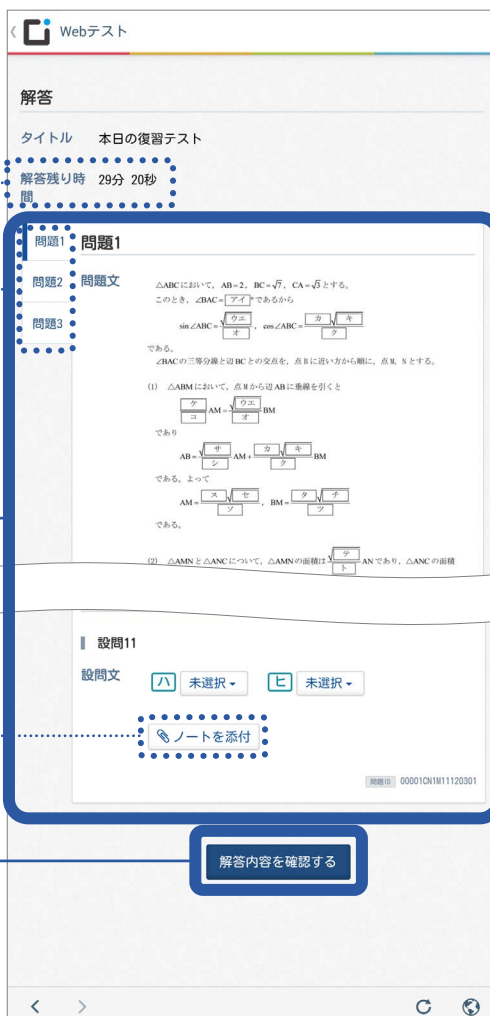 Webテスト
解答
タイトル 本日の復習テスト
解答残り時間 29分 20秒
問題1
問題2
問題3
問題1
問題文
△ABCにおいて，AB=2，BC=√7，CA=√3とする。
このとき，∠BAC=アイ°であるから
sin∠ABC=√ウエ/オ，cos∠ABC=カ√キ/ク
である。
∠BACの三等分線と辺BCとの交点を，点Bに近い方から順に，点M，Nとする。
(1) △ABMにおいて，点Mから辺ABに垂線を引くと
ケ/コ AM=√ウエ/オ BM
であり
AB=√サ/シ AM+カ√キ/ク BM
である。よって
AM=ス√セ/ソ，BM=タ√チ/ツ
である。
(2) △AMNと△ANCについて，△AMNの面積は√テ/ト ANであり，△ANCの面積
設問11
設問文 ハ 未選択 ヒ 未選択
ノートを添付
問題ID 00001CN1M11120301
解答内容を確認する